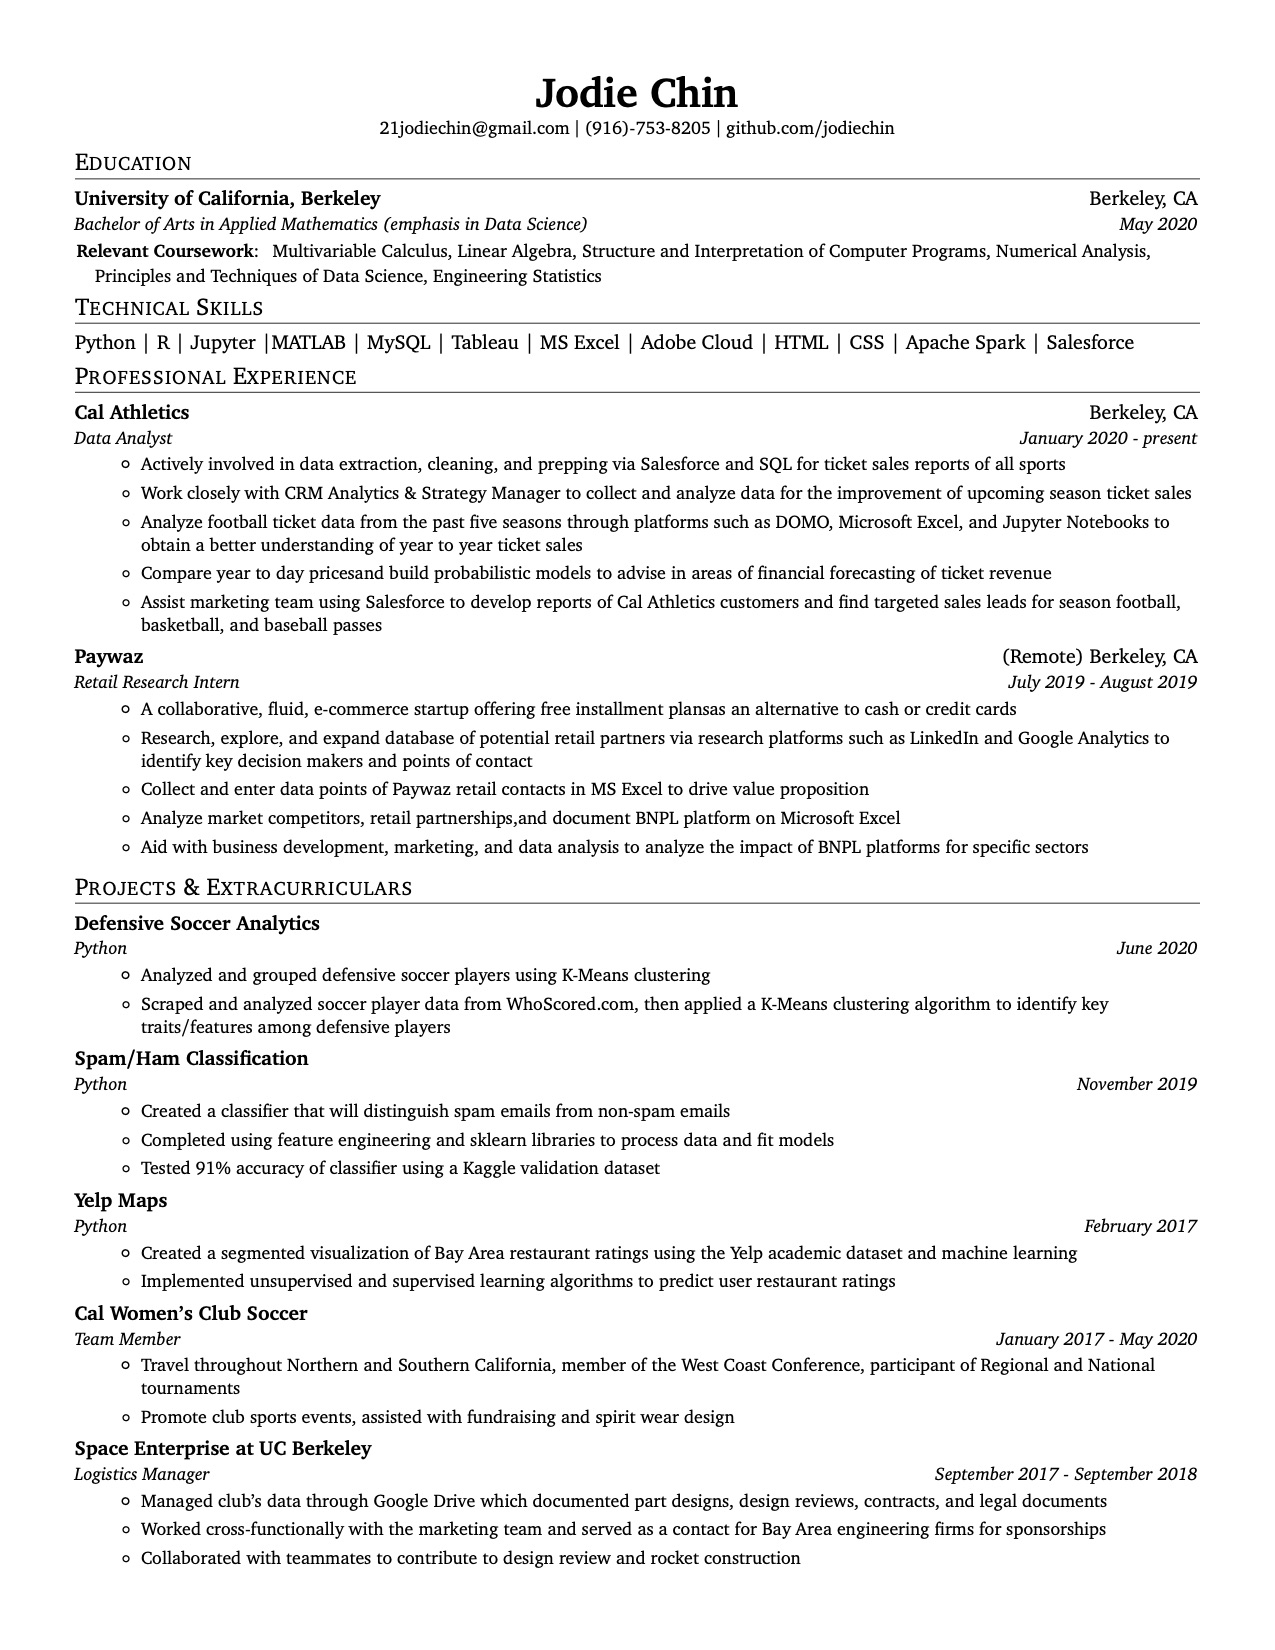 Jodie Chin
21jodiechin@gmail.com | (916)-753-8205 | github.com/jodiechin
EDUCATION
University of California, Berkeley Berkeley, CA
Bachelor of Arts in Applied Mathematics (emphasis in Data Science) May 2020
Relevant Coursework: Multivariable Calculus, Linear Algebra, Structure and Interpretation of Computer Programs, Numerical Analysis,
Principles and Techniques of Data Science, Engineering Statistics
TECHNICAL SKILLS
Python | R | Jupyter |MATLAB | MySQL | Tableau | MS Excel | Adobe Cloud | HTML | CSS | Apache Spark | Salesforce
PROFESSIONAL EXPERIENCE
Cal Athletics Berkeley, CA
Data Analyst January 2020 - present
◦ Actively involved in data extraction, cleaning, and prepping via Salesforce and SQL for ticket sales reports of all sports
◦ Work closely with CRM Analytics & Strategy Manager to collect and analyze data for the improvement of upcoming season ticket sales
◦ Analyze football ticket data from the past five seasons through platforms such as DOMO, Microsoft Excel, and Jupyter Notebooks to
obtain a better understanding of year to year ticket sales
◦ Compare year to day pricesand build probabilistic models to advise in areas of financial forecasting of ticket revenue
◦ Assist marketing team using Salesforce to develop reports of Cal Athletics customers and find targeted sales leads for season football,
basketball, and baseball passes
Paywaz (Remote) Berkeley, CA
Retail Research Intern July 2019 - August 2019
◦ A collaborative, fluid, e-commerce startup offering free installment plansas an alternative to cash or credit cards
◦ Research, explore, and expand database of potential retail partners via research platforms such as LinkedIn and Google Analytics to
identify key decision makers and points of contact
◦ Collect and enter data points of Paywaz retail contacts in MS Excel to drive value proposition
◦ Analyze market competitors, retail partnerships,and document BNPL platform on Microsoft Excel
◦ Aid with business development, marketing, and data analysis to analyze the impact of BNPL platforms for specific sectors
PROJECTS & EXTRACURRICULARS
Defensive Soccer Analytics
Python June 2020
◦ Analyzed and grouped defensive soccer players using K-Means clustering
◦ Scraped and analyzed soccer player data from WhoScored.com, then applied a K-Means clustering algorithm to identify key
traits/features among defensive players
Spam/Ham Classification
Python November 2019
◦ Created a classifier that will distinguish spam emails from non-spam emails
◦ Completed using feature engineering and sklearn libraries to process data and fit models
◦ Tested 91% accuracy of classifier using a Kaggle validation dataset
Yelp Maps
Python February 2017
◦ Created a segmented visualization of Bay Area restaurant ratings using the Yelp academic dataset and machine learning
◦ Implemented unsupervised and supervised learning algorithms to predict user restaurant ratings
Cal Women’s Club Soccer
Team Member January 2017 - May 2020
◦ Travel throughout Northern and Southern California, member of the West Coast Conference, participant of Regional and National
tournaments
◦ Promote club sports events, assisted with fundraising and spirit wear design
Space Enterprise at UC Berkeley
Logistics Manager September 2017 - September 2018
◦ Managed club’s data through Google Drive which documented part designs, design reviews, contracts, and legal documents
◦ Worked cross-functionally with the marketing team and served as a contact for Bay Area engineering firms for sponsorships
◦ Collaborated with teammates to contribute to design review and rocket construction